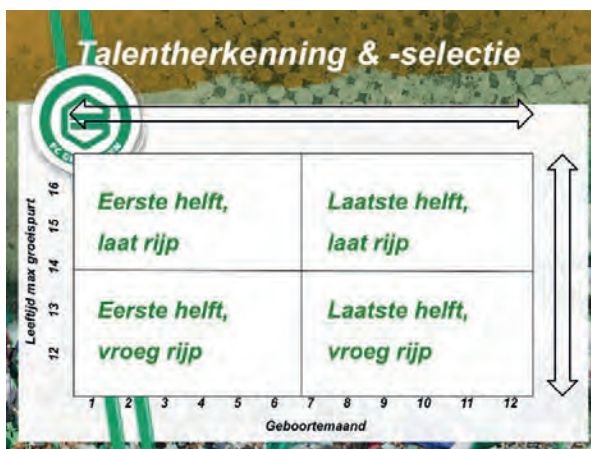 Talentherkenning & -selectie
FC G
N
Leeftijd max groeispurt
16
15
14
13
12
Eerste helft,
laat rijp
Laatste helft,
laat rijp
Eerste helft,
vroeg rijp
Laatste helft,
vroeg rijp
1 2 3 4 5 6 7 8 9 10 11 12
Geboortemaand